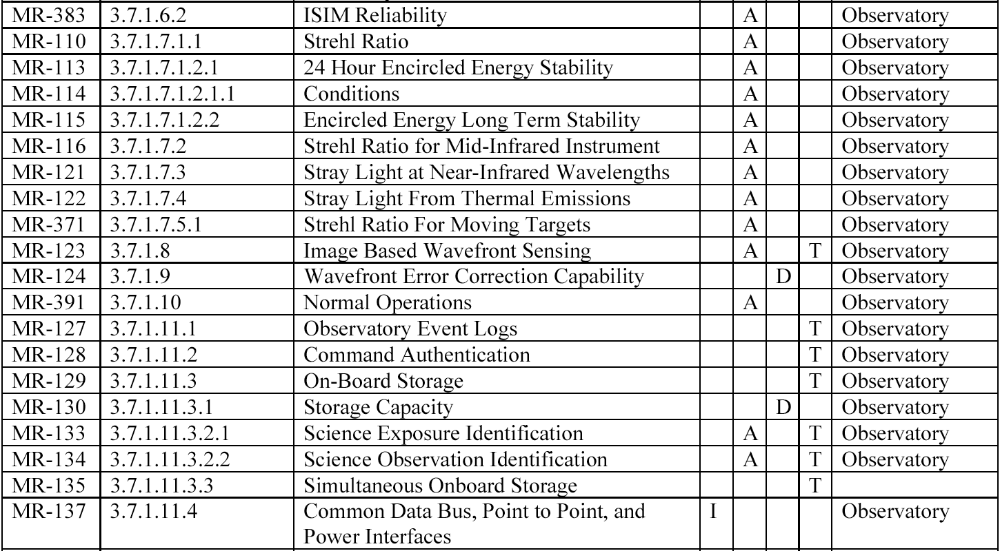 MR-383 3.7.1.6.2 ISIM Reliability A Observatory
MR-110 3.7.1.7.1.1 Strehl Ratio A Observatory
MR-113 3.7.1.7.1.2.1 24 Hour Encircled Energy Stability A Observatory
MR-114 3.7.1.7.1.2.1.1 Conditions A Observatory
MR-115 3.7.1.7.1.2.2 Encircled Energy Long Term Stability A Observatory
MR-116 3.7.1.7.2 Strehl Ratio for Mid-Infrared Instrument A Observatory
MR-121 3.7.1.7.3 Stray Light at Near-Infrared Wavelengths A Observatory
MR-122 3.7.1.7.4 Stray Light From Thermal Emissions A Observatory
MR-371 3.7.1.7.5.1 Strehl Ratio For Moving Targets A Observatory
MR-123 3.7.1.8 Image Based Wavefront Sensing A T Observatory
MR-124 3.7.1.9 Wavefront Error Correction Capability D Observatory
MR-391 3.7.1.10 Normal Operations A Observatory
MR-127 3.7.1.11.1 Observatory Event Logs T Observatory
MR-128 3.7.1.11.2 Command Authentication T Observatory
MR-129 3.7.1.11.3 On-Board Storage T Observatory
MR-130 3.7.1.11.3.1 Storage Capacity D Observatory
MR-133 3.7.1.11.3.2.1 Science Exposure Identification A T Observatory
MR-134 3.7.1.11.3.2.2 Science Observation Identification A T Observatory
MR-135 3.7.1.11.3.3 Simultaneous Onboard Storage T
MR-137 3.7.1.11.4 Common Data Bus, Point to Point, and I Observatory
Power Interfaces